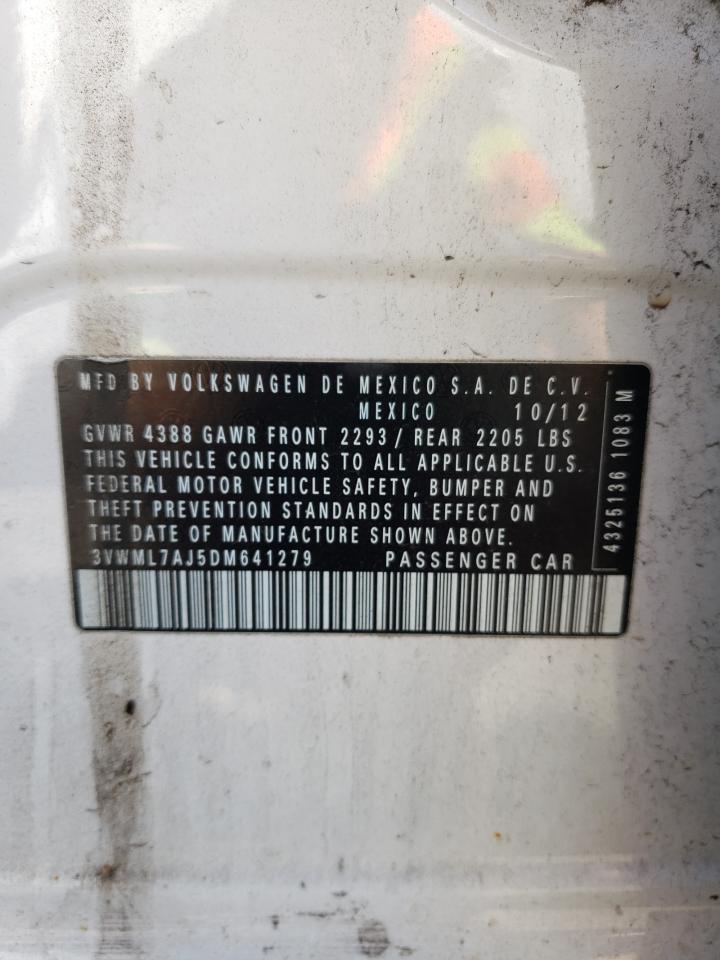 MFD BY VOLKSWAGEN DE MEXICO S.A. DE C.V.
MEXICO 10/12
GVWR 4388 GAWR FRONT 2293/ REAR 2205 LBS
THIS VEHICLE CONFORMS TO ALL APPLICABLE U.S.
FEDERAL MOTOR VEHICLE SAFETY, BUMPER AND
THEFT PREVENTION STANDARDS IN EFFECT ON
THE DATE OF MANUFACTURE SHOWN ABOVE.
3VWML7AJ5DM641279 PASSENGER CAR
4325136 1083 M